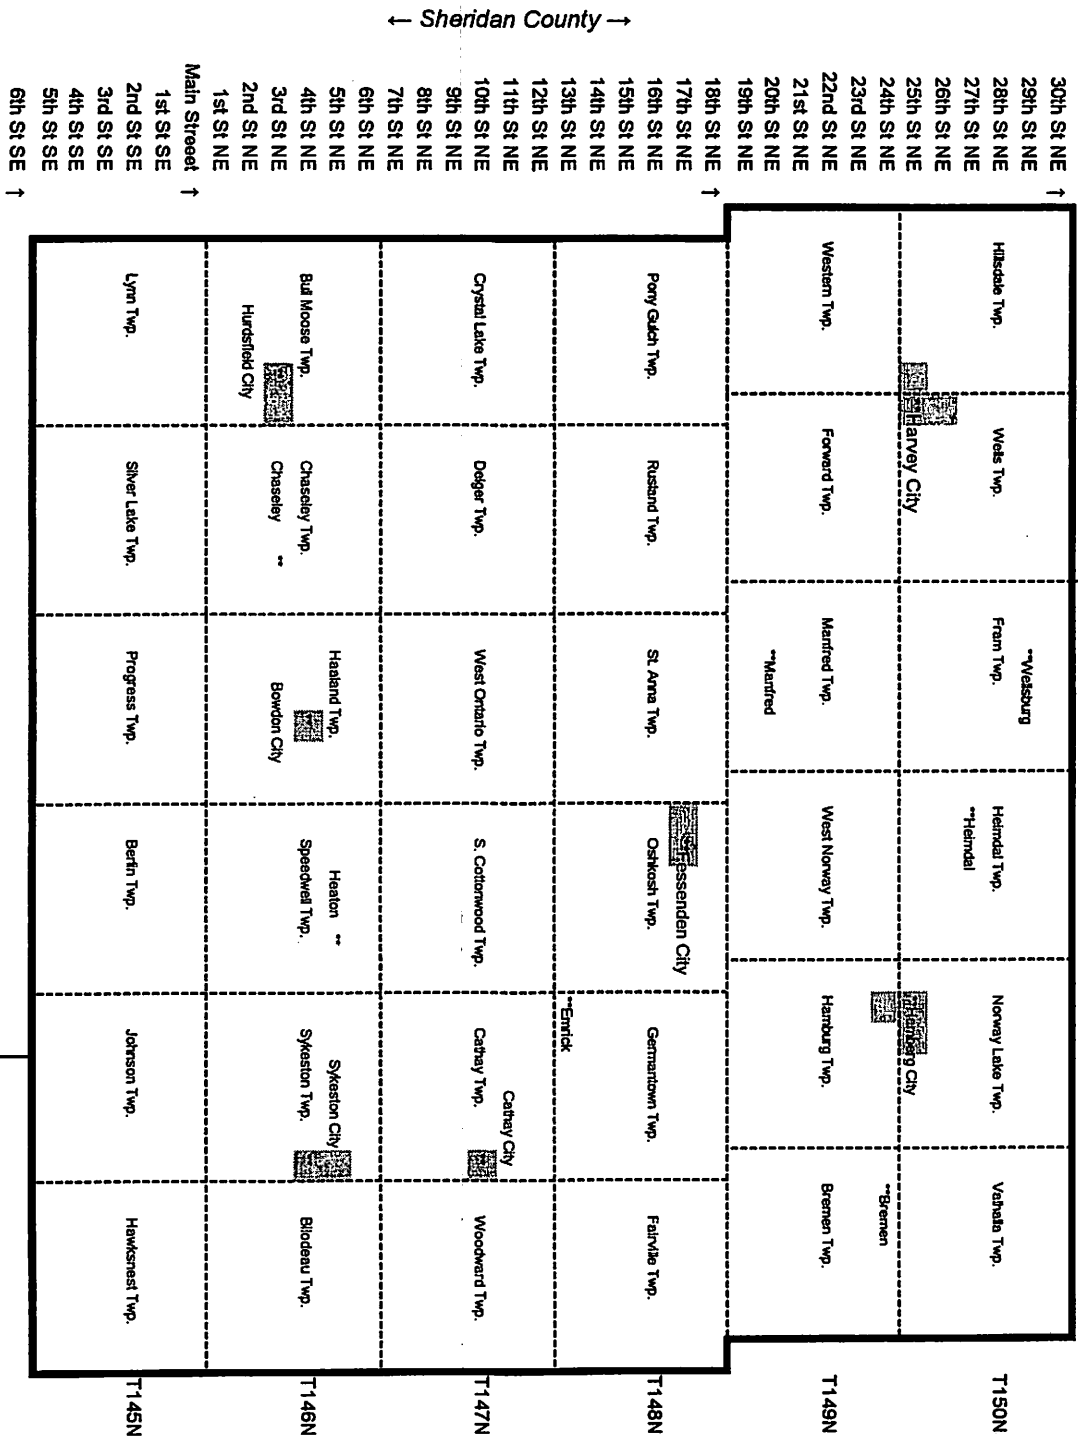 ← Sheridan County →
30th St NE →
29th St NE
28th St NE
27th St NE
26th St NE
25th St NE
24th St NE
23rd St NE
22nd St NE
21st St NE
20th St NE
19th St NE
18th St NE →
17th St NE
16th St NE
15th St NE
14th St NE
13th St NE
12th St NE
11th St NE
10th St NE
9th St NE
8th St NE
7th St NE
6th St NE
5th St NE
4th St NE
3rd St NE
2nd St NE
1st St NE
Main Streeet →
1st St SE
2nd St SE
3rd St SE
4th St SE
5th St SE
6th St SE →
**Wellsburg
Hillsdale Twp.
Wells Twp.
Fram Twp.
Heimdal Twp.
Norway Lake Twp.
Valhalla Twp.
T150N
**Heimdal
Harvey City
**Hamberg City
**Bremen
Western Twp.
Forward Twp.
Manfred Twp.
West Norway Twp.
Hamburg Twp.
Bremen Twp.
T149N
**Manfred
Fessenden City
Pony Gulch Twp.
Rusland Twp.
St. Anna Twp.
Oshkosh Twp.
Germantown Twp.
Fairville Twp.
T148N
**Emrick
Cathay City
Crystal Lake Twp.
Delger Twp.
West Ontario Twp.
S. Cottonwood Twp.
Cathay Twp.
Woodward Twp.
T147N
Haaland Twp.
Heaton **
Sykeston City
Bull Moose Twp.
Chaseley Twp.
Speedwell Twp.
Sykeston Twp.
Bilodeau Twp.
T146N
Chaseley **
Bowdon City
Hurdsfield City
Lynn Twp.
Silver Lake Twp.
Progress Twp.
Berlin Twp.
Johnson Twp.
Hawksnest Twp.
T145N